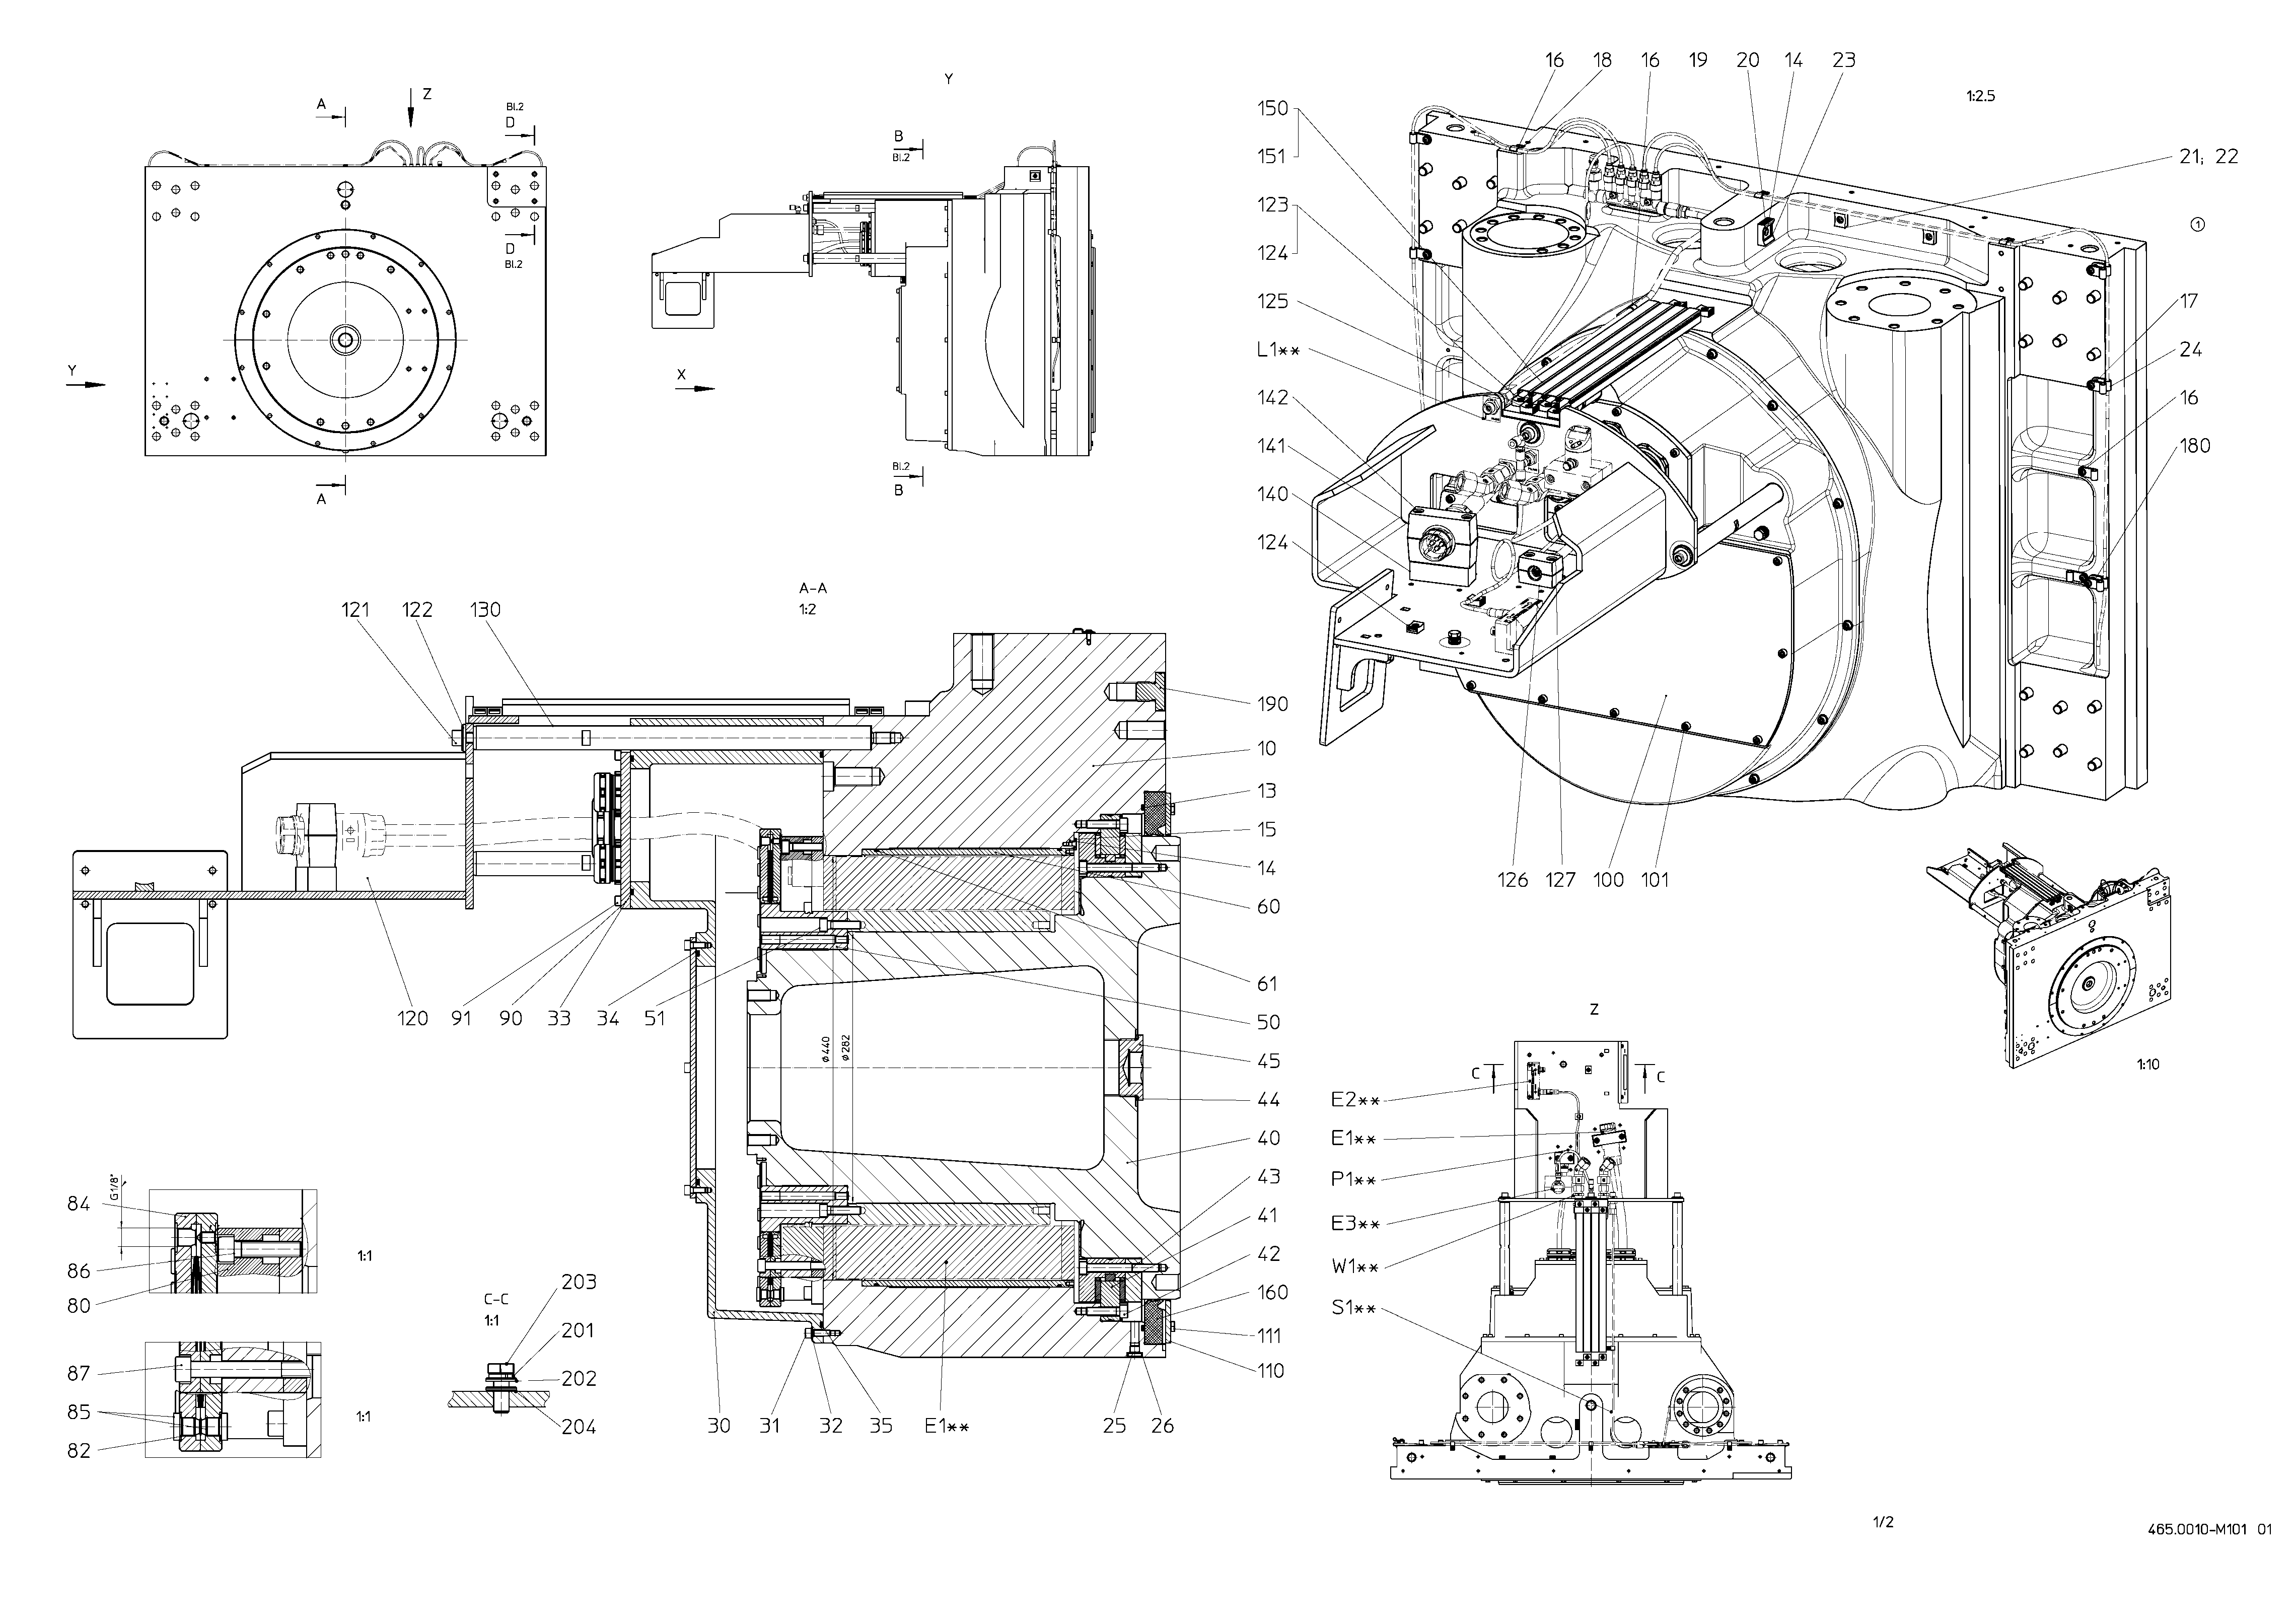 A
Z
Bl.2
D
D
Bl.2
Y
A
Y
B
Bl.2
X
Bl.2
B
16 18 16 19 20 14 23
1:2.5
150
151
21; 22
1
123
124
125
L1**
142
141
140
124
17
24
16
180
126 127 100 101
A-A
1:2
121 122 130
190
10
13
15
14
60
61
50
45
44
40
43
41
42
160
111
110
120 91 90 33 34 51
ø440
ø282
30 31 32 35 E1** 25 26
84
G1/8"
86
80
1:1
87
85
82
1:1
C-C
1:1
203
201
202
204
1:10
Z
C C
E2**
E1**
P1**
E3**
W1**
S1**
1/2
465.0010-M101 01